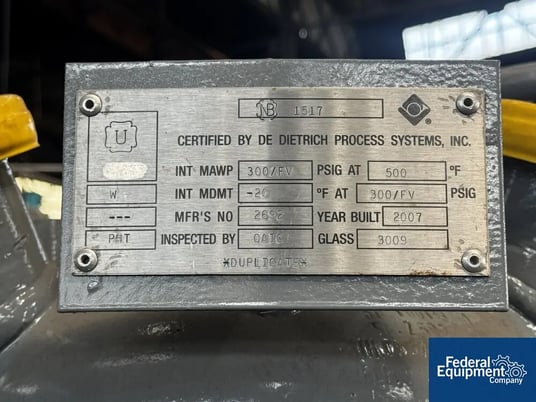 NB 1517
U
CERTIFIED BY DE DIETRICH PROCESS SYSTEMS, INC.
INT MAWP 300/FV PSIG AT 500 °F
W INT MDMT -20 °F AT 300/FV PSIG
--- MFR'S NO YEAR BUILT 2007
INSPECTED BY GLASS 3009
*DUPLICATE*
Federal
Equipment
Company